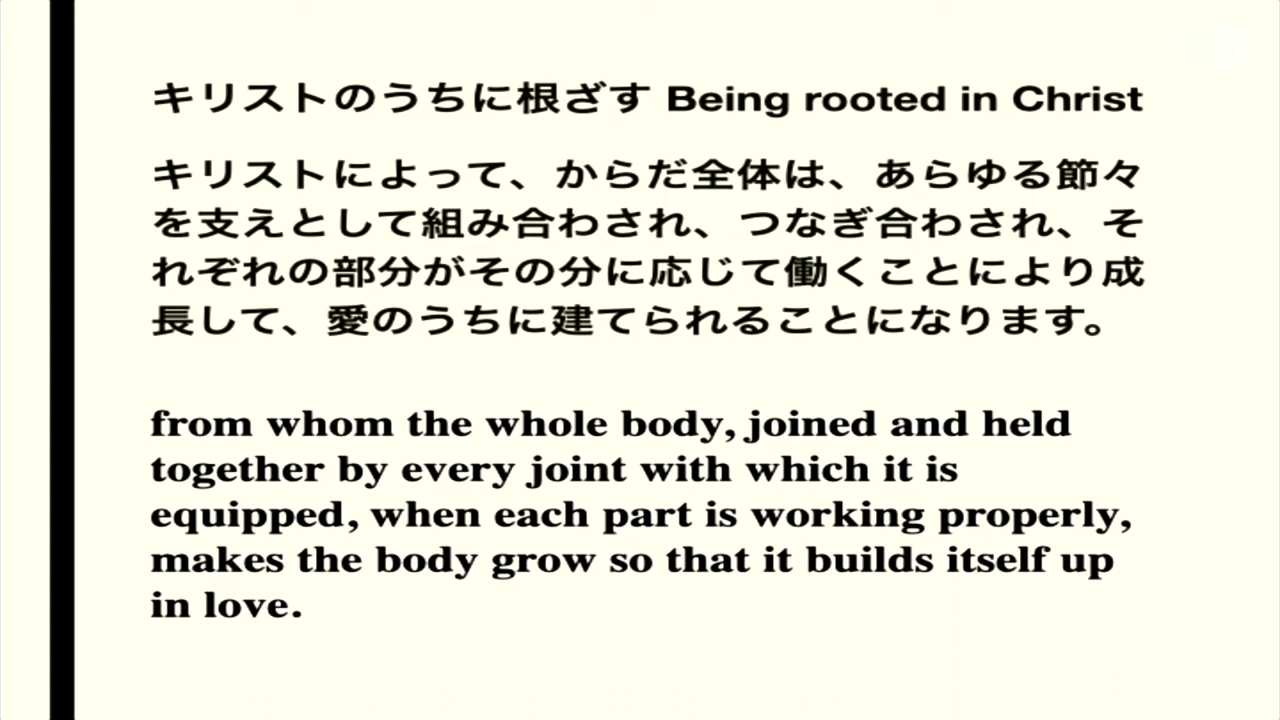 キリストのうちに根ざす Being rooted in Christ
キリストによって、からだ全体は、あらゆる節々
を支えとして組み合わされ、つなぎ合わされ、そ
れぞれの部分がその分に応じて働くことにより成
長して、愛のうちに建てられることになります。
from whom the whole body, joined and held
together by every joint with which it is
equipped, when each part is working properly,
makes the body grow so that it builds itself up
in love.